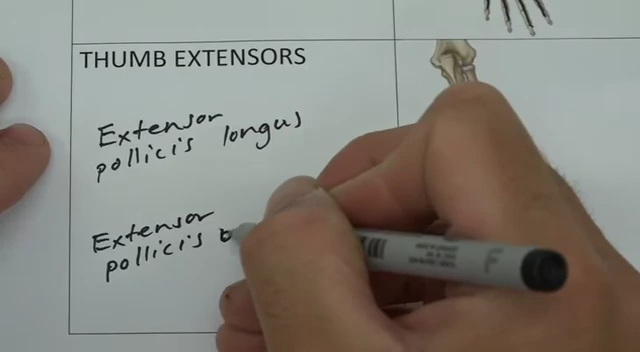 THUMB EXTENSORS
Extensor
pollicis longus
Extensor
pollicis b